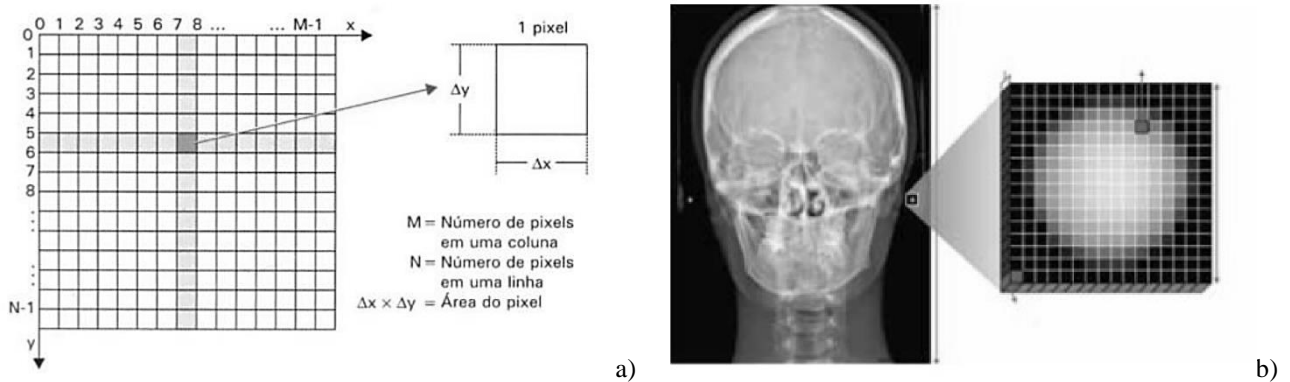 0 1 2 3 4 5 6 7 8 ... ... M-1 x
0
1
2
3
4
5
6
7
8
N-1
y
1 pixel
Δy
Δx
M = Número de pixels
em uma coluna
N = Número de pixels
em uma linha
Δx × Δy = Área do pixel
a)
b)